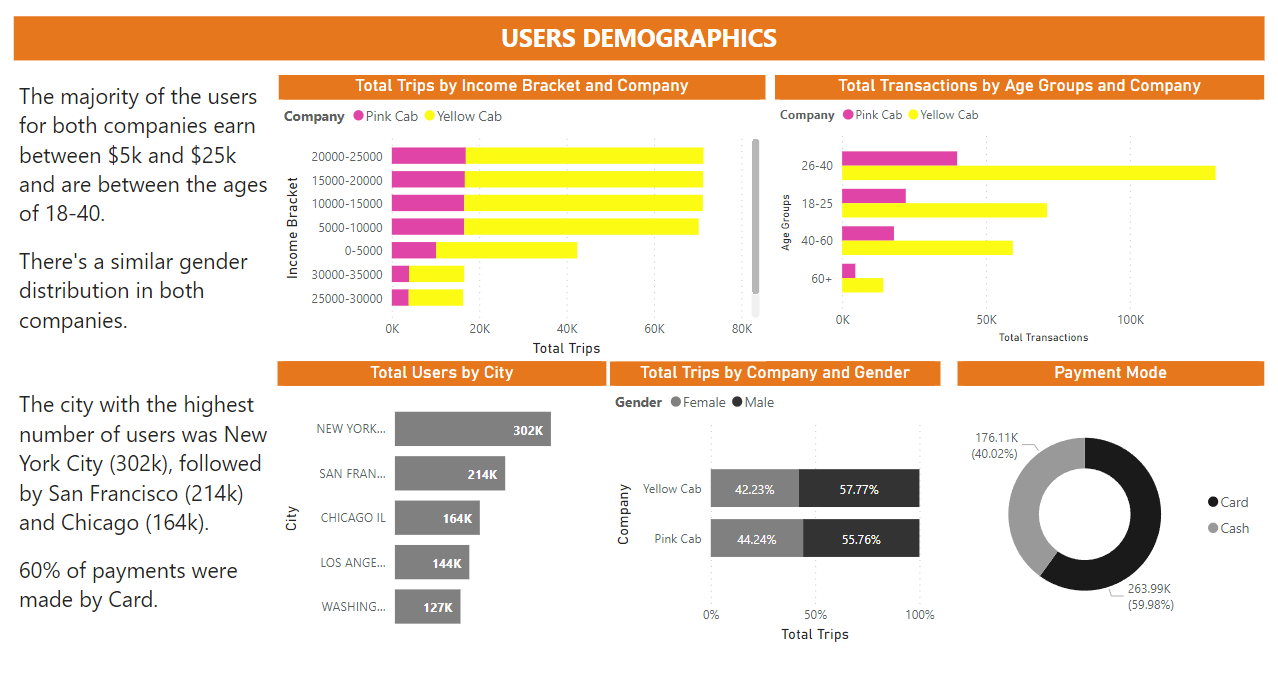 USERS DEMOGRAPHICS
The majority of the users
for both companies earn
between $5k and $25k
and are between the ages
of 18-40.
There's a similar gender
distribution in both
companies.
The city with the highest
number of users was New
York City (302k), followed
by San Francisco (214k)
and Chicago (164k).
60% of payments were
made by Card.
Total Trips by Income Bracket and Company
Company Pink Cab Yellow Cab
Income Bracket
20000-25000
15000-20000
10000-15000
5000-10000
0-5000
30000-35000
25000-30000
0K 20K 40K 60K 80K
Total Trips
Total Transactions by Age Groups and Company
Company Pink Cab Yellow Cab
Age Groups
26-40
18-25
40-60
60+
0K 50K 100K
Total Transactions
Total Users by City
City
NEW YORK... 302K
SAN FRAN... 214K
CHICAGO IL 164K
LOS ANGE... 144K
WASHING... 127K
Total Trips by Company and Gender
Gender Female Male
Company
Yellow Cab 42.23% 57.77%
Pink Cab 44.24% 55.76%
0% 50% 100%
Total Trips
Payment Mode
176.11K
(40.02%)
Card
Cash
263.99K
(59.98%)